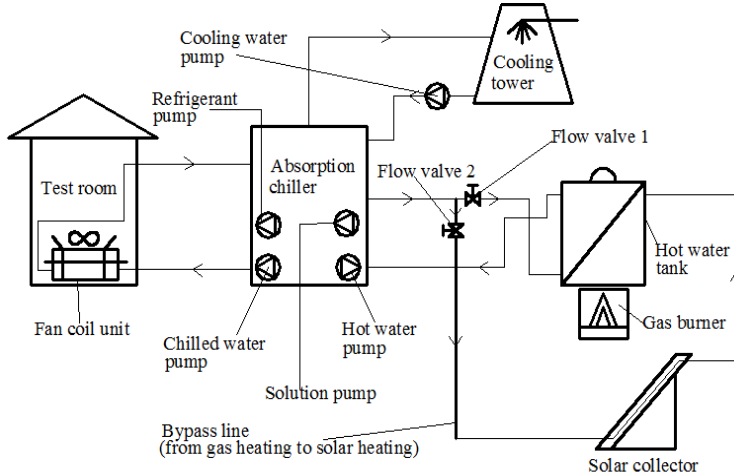 Cooling water
pump
Cooling
tower
Refrigerant
pump
Flow valve 1
Absorption
chiller
Flow valve 2
Test room
Hot water
tank
Gas burner
Fan coil unit
Chilled water
pump
Hot water
pump
Solution pump
Bypass line
(from gas heating to solar heating)
Solar collector